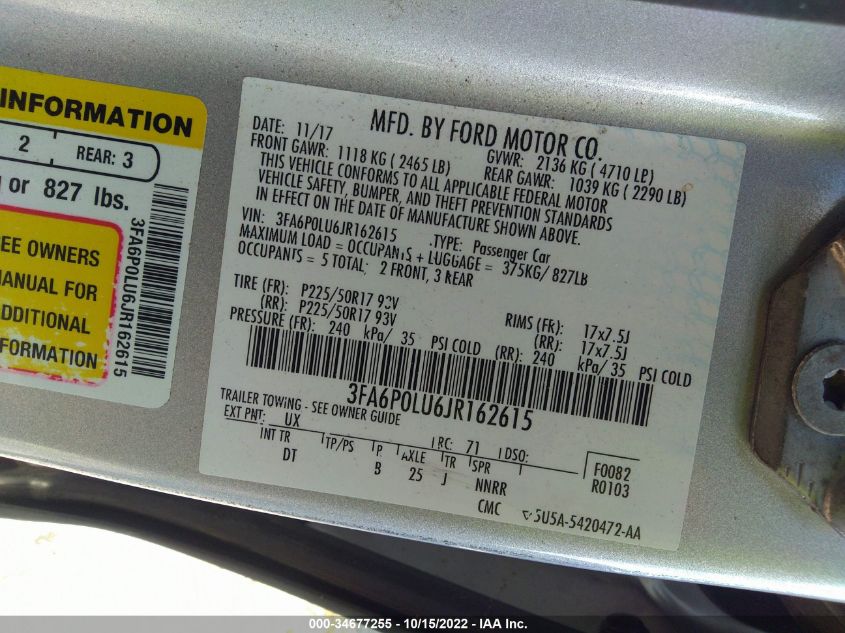 INFORMATION
2
REAR: 3
or 827 lbs.
SEE OWNERS
MANUAL FOR
ADDITIONAL
INFORMATION
3FA6P0LU6JR162615
MFD. BY FORD MOTOR CO.
DATE: 11/17
GVWR: 2136 KG ( 4710 LB)
FRONT GAWR: 1118 KG ( 2465 LB)
REAR GAWR: 1039 KG ( 2290 LB)
THIS VEHICLE CONFORMS TO ALL APPLICABLE FEDERAL MOTOR
VEHICLE SAFETY, BUMPER, AND THEFT PREVENTION STANDARDS
IN EFFECT ON THE DATE OF MANUFACTURE SHOWN ABOVE.
VIN: 3FA6P0LU6JR162615
TYPE: Passenger Car
MAXIMUM LOAD = OCCUPANTS + LUGGAGE = 375KG/ 827LB
OCCUPANTS = 5 TOTAL; 2 FRONT, 3 REAR
TIRE (FR): P225/50R17 93V RIMS (FR): 17x7.5J
(RR): P225/50R17 93V (RR): 17x7.5J
PRESSURE (FR): 240 kPa/ 35 PSI COLD (RR): 240 kPa/35 PSI COLD
3FA6P0LU6JR162615
TRAILER TOWING - SEE OWNER GUIDE
EXT PNT: UX RC: 71 DSO:
INT TR TP/PS P AXLE TR SPR
DT B 25 J NNRR
F0082
R0103
CMC 5U5A-5420472-AA
000-34677255 - 10/15/2022 - IAA Inc.